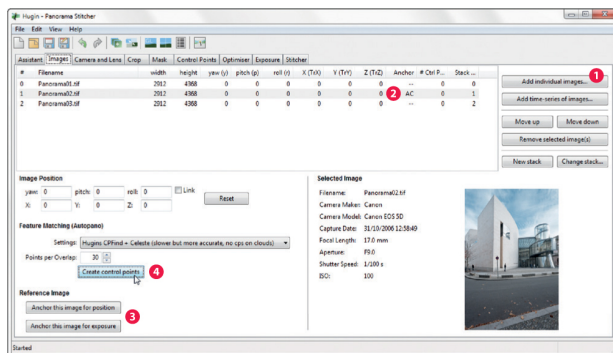 Hugin - Panorama Stitcher
File Edit View Help
Assistant Images Camera and Lens Crop Mask Control Points Optimiser Exposure Stitcher
# Filename width height yaw (y) pitch (p) roll (r) X (TrX) Y (TrY) Z (TrZ) Anchor # Ctrl P... Stack ...
0 Panorama01.tif 2912 4368 0 0 0 0 0 0 --- 0 0
1 Panorama02.tif 2912 4368 0 0 0 0 0 0 AC 0 1
2 Panorama03.tif 2912 4368 0 0 0 0 0 0 --- 0 2
2
Add individual images...
1
Add time-series of images...
Move up Move down
Remove selected image(s)
New stack Change stack...
Image Position
yaw: 0 pitch: 0 roll: 0 Link
X: 0 Y: 0 Z: 0
Reset
Feature Matching (Autopano)
Settings: Hugins CPFind + Celeste (slower but more accurate, no cps on clouds)
Points per Overlap: 30
Create control points
4
Reference Image
Anchor this image for position
3
Anchor this image for exposure
Selected Image
Filename: Panorama02.tif
Camera Maker: Canon
Camera Model: Canon EOS 5D
Capture Date: 31/10/2006 12:58:49
Focal Length: 17.0 mm
Aperture: F9.0
Shutter Speed: 1/100 s
ISO: 100
Started